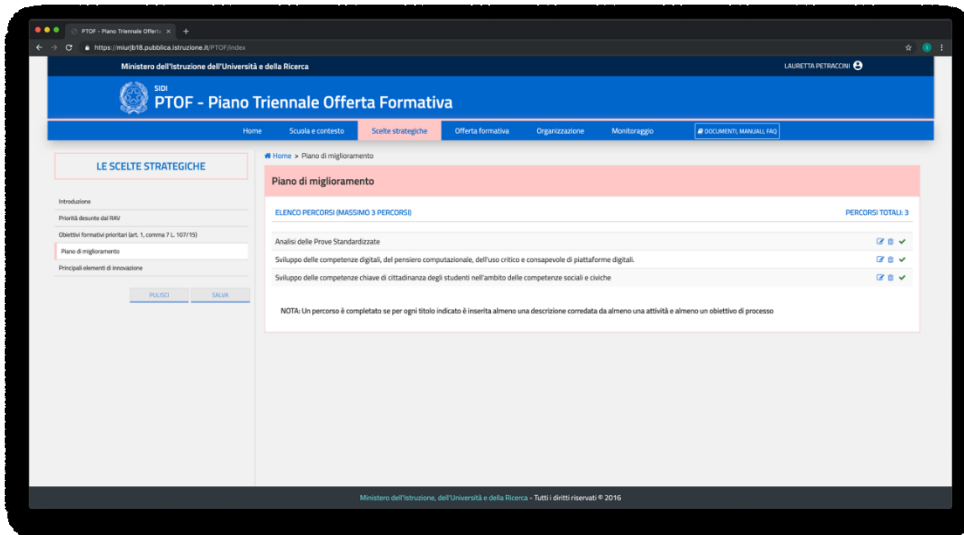 PTOF - Piano Triennale Offerta
https://miurjb18.pubblica.istruzione.it/PTOF/index
Ministero dell'Istruzione dell'Università e della Ricerca
LAURETTA PETRACONI
SIDI
PTOF - Piano Triennale Offerta Formativa
Home Scuola e contesto Scelte strategiche Offerta formativa Organizzazione Monitoraggio DOCUMENTI, MANUALI, FAQ
LE SCELTE STRATEGICHE
Introduzione
Priorità desunte dal RAV
Obiettivi formativi prioritari (art. 1, comma 7 L. 107/15)
Piano di miglioramento
Principali elementi di innovazione
PULISCI SALVA
Home > Piano di miglioramento
Piano di miglioramento
ELENCO PERCORSI (MASSIMO 3 PERCORSI) PERCORSI TOTALI: 3
Analisi delle Prove Standardizzate
Sviluppo delle competenze digitali, del pensiero computazionale, dell'uso critico e consapevole di piattaforme digitali.
Sviluppo delle competenze chiave di cittadinanza degli studenti nell'ambito delle competenze sociali e civiche
NOTA: Un percorso è completato se per ogni titolo indicato è inserita almeno una descrizione corredata da almeno una attività e almeno un obiettivo di processo
Ministero dell'Istruzione, dell'Università e della Ricerca - Tutti i diritti riservati © 2016